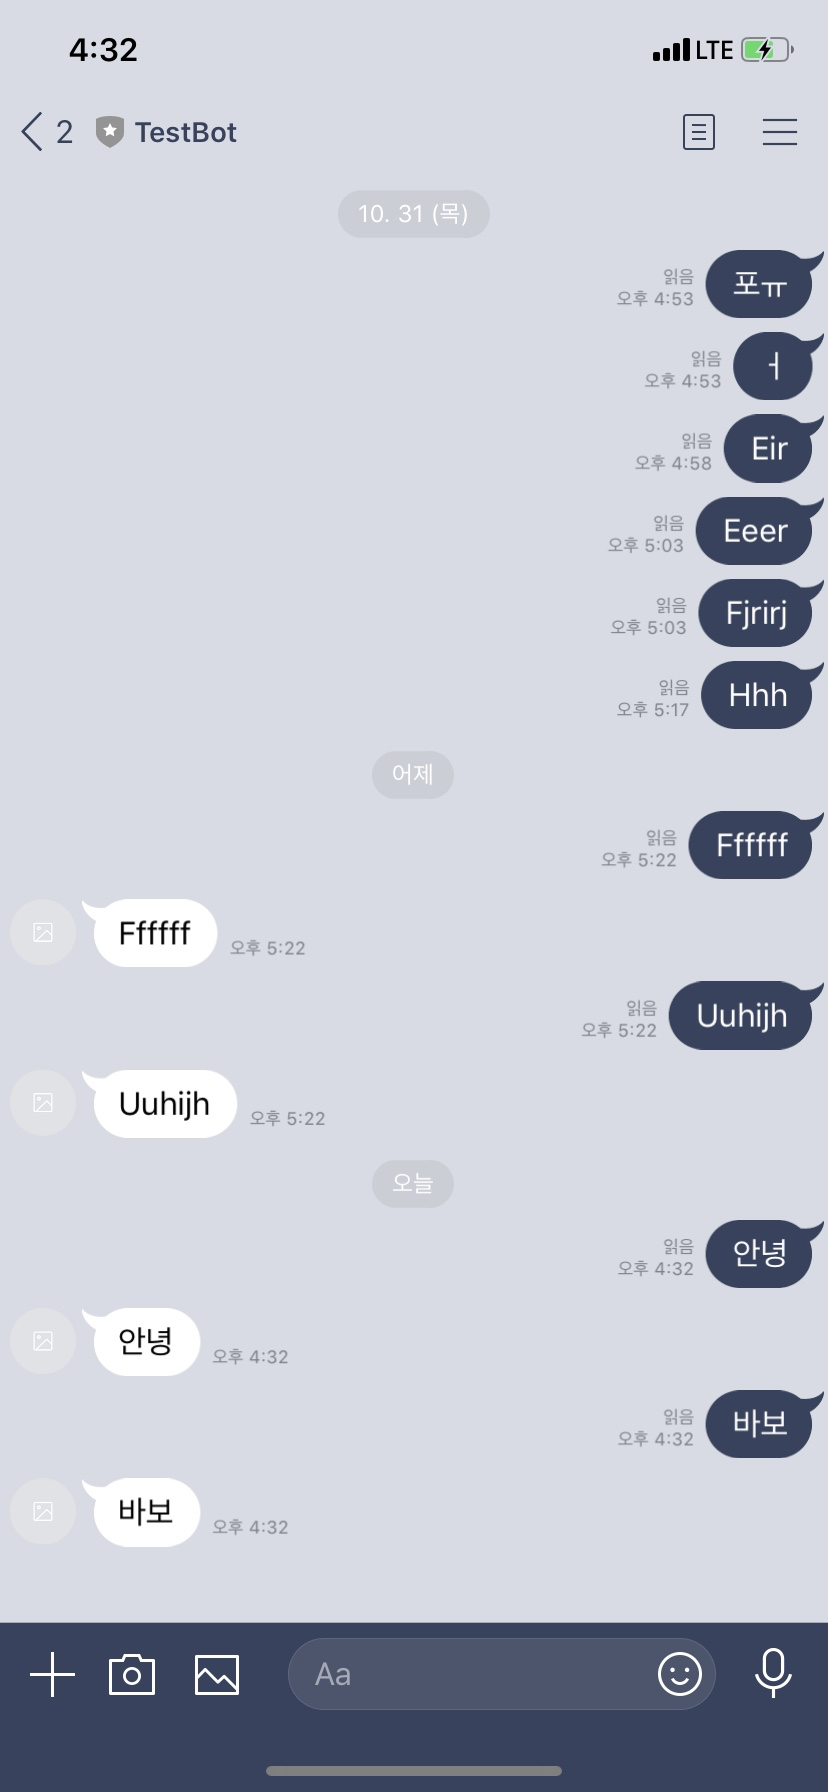 4:32
LTE
2 TestBot
10. 31 (목)
읽음
오후 4:53
포ㅠ
읽음
오후 4:53
ㅓ
읽음
오후 4:58
Eir
읽음
오후 5:03
Eeer
읽음
오후 5:03
Fjrirj
읽음
오후 5:17
Hhh
어제
읽음
오후 5:22
Ffffff
Ffffff
오후 5:22
읽음
오후 5:22
Uuhijh
Uuhijh
오후 5:22
오늘
읽음
오후 4:32
안녕
안녕
오후 4:32
읽음
오후 4:32
바보
바보
오후 4:32
Aa